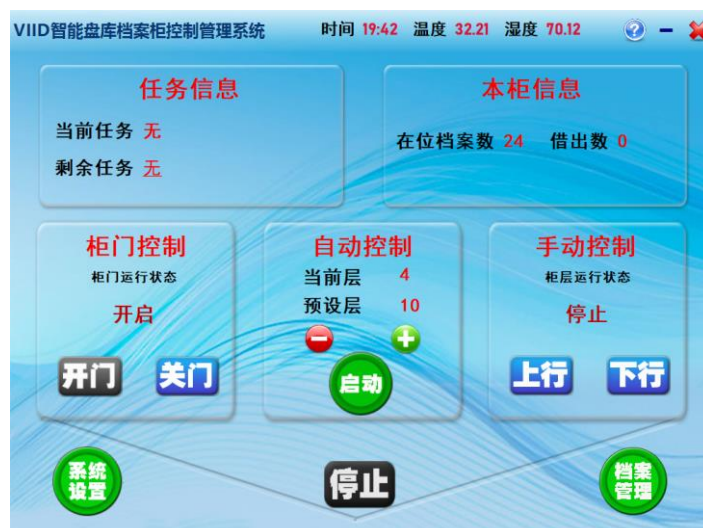 VIID智能盘库档案柜控制管理系统 时间 19:42 温度 32.21 湿度 70.12
任务信息
当前任务 无
剩余任务 无
本柜信息
在位档案数 24 借出数 0
柜门控制
柜门运行状态
开启
开门 关门
自动控制
当前层 4
预设层 10
启动
手动控制
柜层运行状态
停止
上行 下行
系统
设置
停止
档案
管理